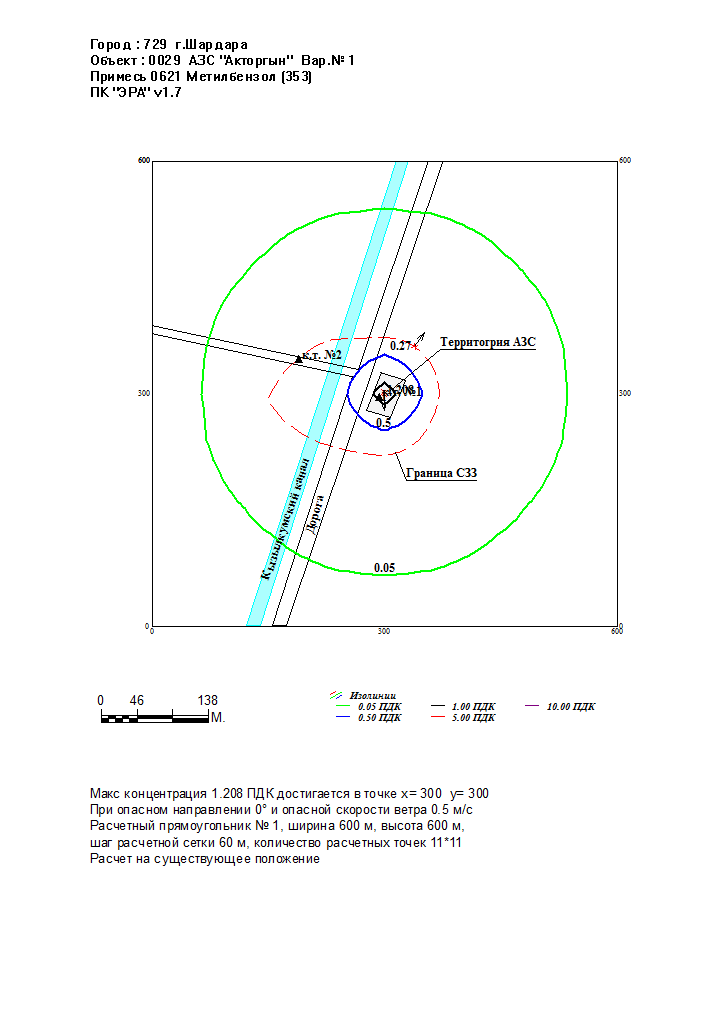 Город : 729 г.Шардара
Объект : 0029 АЗС "Акторгын" Вар.№ 1
Примесь 0621 Метилбензол (353)
ПК "ЭРА" v1.7
600
600
0.27
Территогрия АЗС
к.т. №2
300
300
0.5
Граница СЗЗ
Кызылкумский канал
Дорога
0.05
0
0
300
600
0 46 138
М.
Изолинии
0.05 ПДК
1.00 ПДК
10.00 ПДК
0.50 ПДК
5.00 ПДК
Макс концентрация 1.208 ПДК достигается в точке x= 300 y= 300
При опасном направлении 0° и опасной скорости ветра 0.5 м/с
Расчетный прямоугольник № 1, ширина 600 м, высота 600 м,
шаг расчетной сетки 60 м, количество расчетных точек 11*11
Расчет на существующее положение